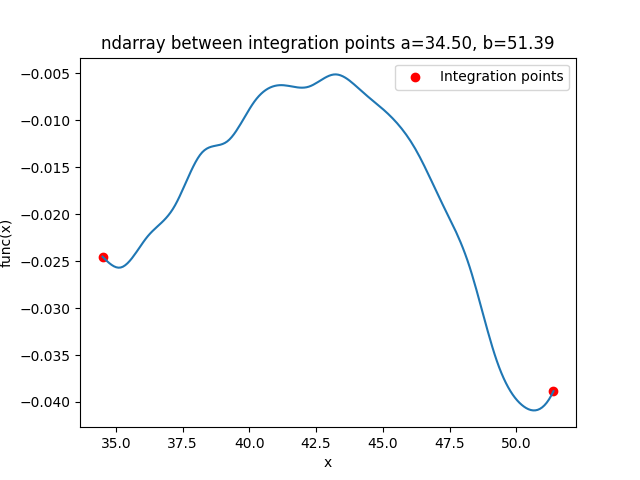 ndarray between integration points a=34.50, b=51.39
Integration points
−0.005
−0.010
−0.015
−0.020
−0.025
−0.030
−0.035
−0.040
func(x)
35.0 37.5 40.0 42.5 45.0 47.5 50.0
x